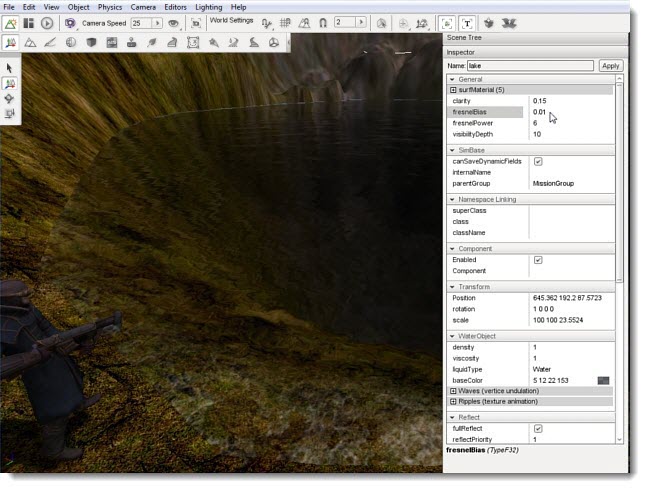 File Edit View Object Physics Camera Editors Lighting Help
Camera Speed 25 World Settings 2 T
Scene Tree
Inspector
Name: lake Apply
General
surfMaterial (5)
clarity 0.15
fresnelBias 0.01
fresnelPower 6
visibilityDepth 10
SimBase
canSaveDynamicFields
internalName
parentGroup MissionGroup
Namespace Linking
superClass
class
className
Component
Enabled
Component
Transform
Position 645.362 192.2 87.5723
rotation 1 0 0 0
scale 100 100 23.5524
WaterObject
density 1
viscosity 1
liquidType Water
baseColor 5 12 22 153
Waves (vertice undulation)
Ripples (texture animation)
Reflect
fullReflect
reflectPriority 1
fresnelBias (TypeF32)